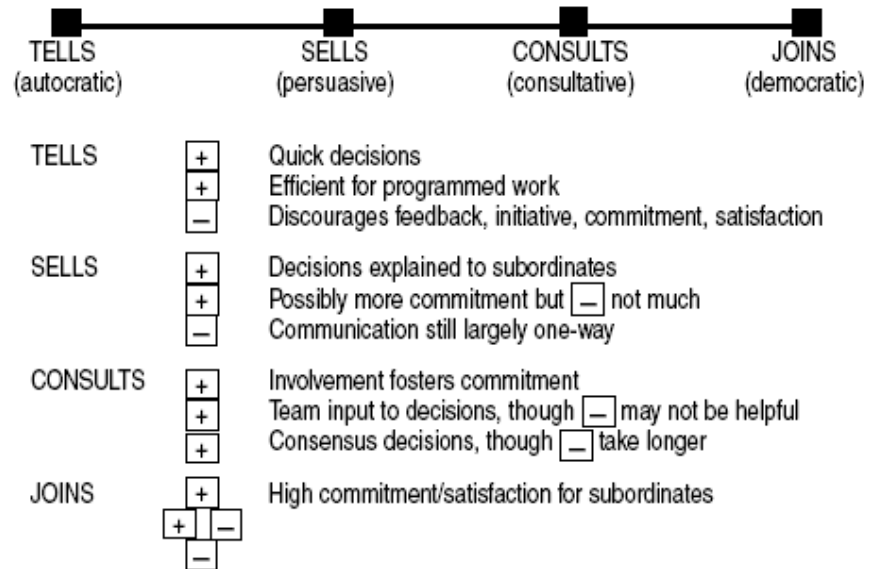 TELLS SELLS CONSULTS JOINS
(autocratic) (persuasive) (consultative) (democratic)
TELLS + Quick decisions
+ Efficient for programmed work
– Discourages feedback, initiative, commitment, satisfaction
SELLS + Decisions explained to subordinates
+ Possibly more commitment but – not much
– Communication still largely one-way
CONSULTS + Involvement fosters commitment
+ Team input to decisions, though – may not be helpful
+ Consensus decisions, though – take longer
JOINS + High commitment/satisfaction for subordinates
+ –
–